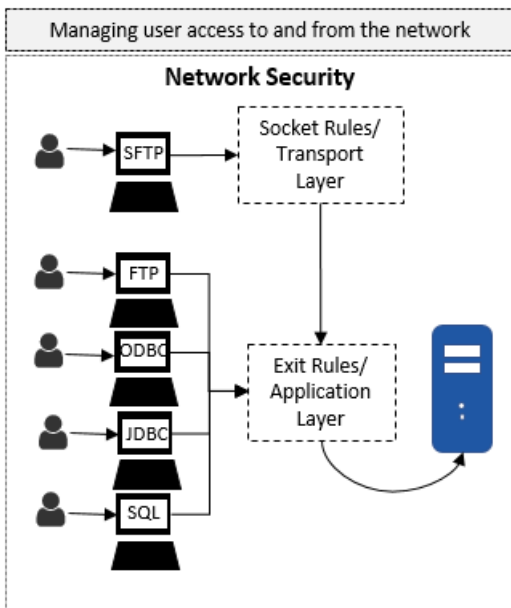 Managing user access to and from the network
Network Security
SFTP
Socket Rules/
Transport
Layer
FTP
ODBC
Exit Rules/
Application
Layer
JDBC
SQL